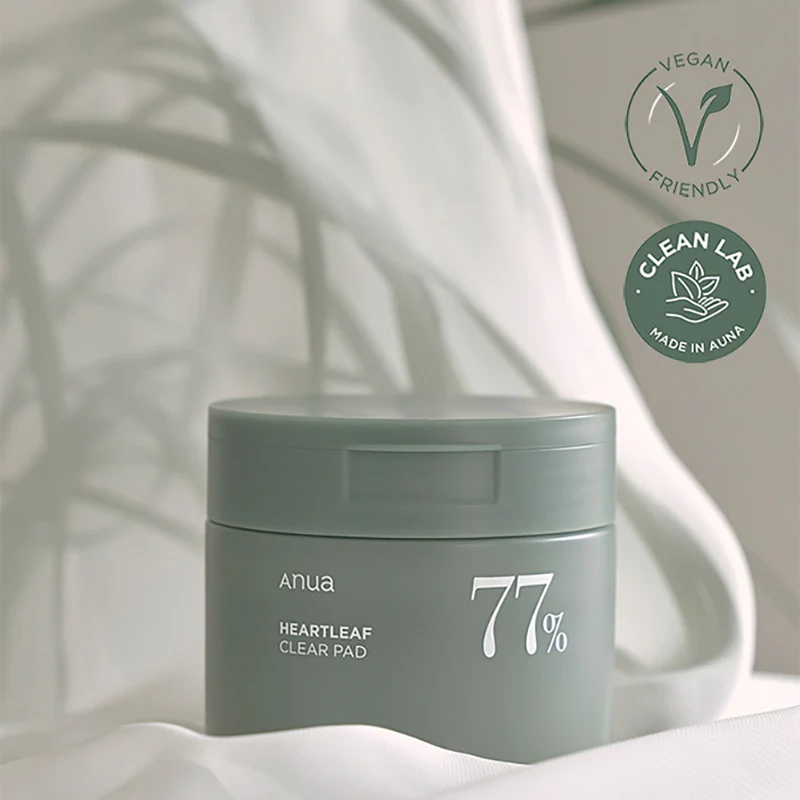 VEGAN
FRIENDLY
CLEAN LAB
MADE IN AUNA
Anua
HEARTLEAF
CLEAR PAD
77%